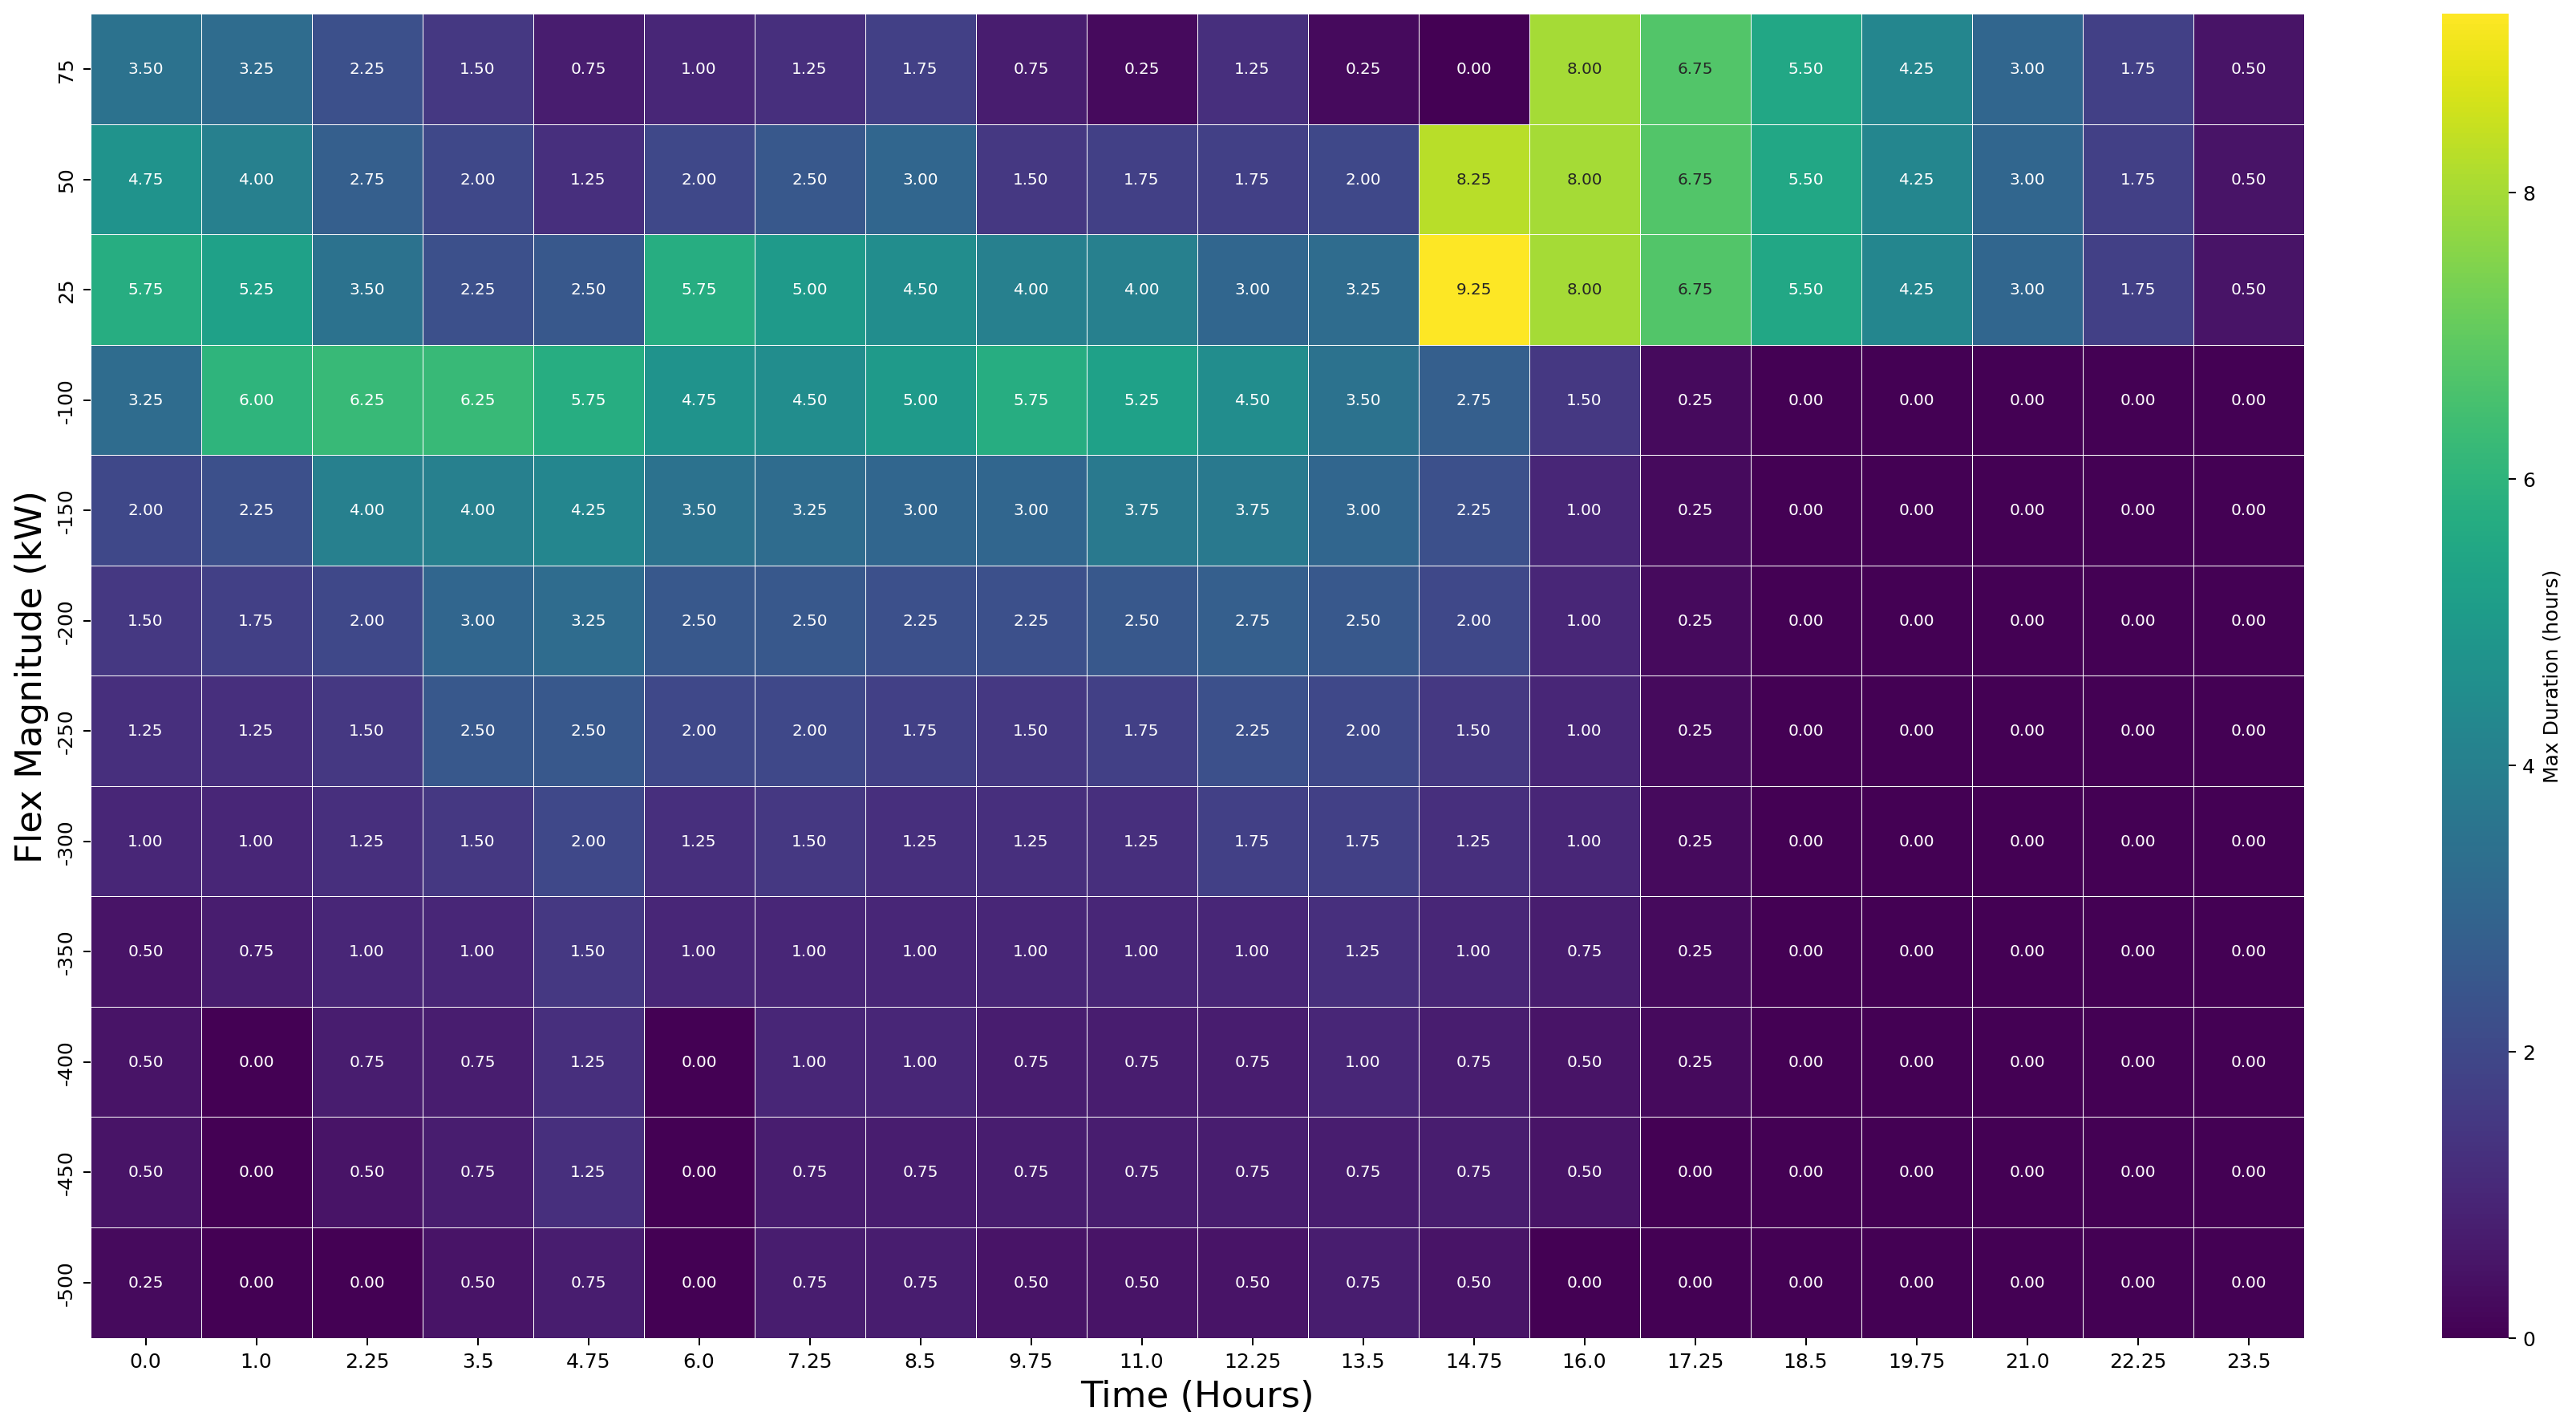 75 3.50 3.25 2.25 1.50 0.75 1.00 1.25 1.75 0.75 0.25 1.25 0.25 0.00 8.00 6.75 5.50 4.25 3.00 1.75 0.50
50 4.75 4.00 2.75 2.00 1.25 2.00 2.50 3.00 1.50 1.75 1.75 2.00 8.25 8.00 6.75 5.50 4.25 3.00 1.75 0.50
25 5.75 5.25 3.50 2.25 2.50 5.75 5.00 4.50 4.00 4.00 3.00 3.25 9.25 8.00 6.75 5.50 4.25 3.00 1.75 0.50
-100 3.25 6.00 6.25 6.25 5.75 4.75 4.50 5.00 5.75 5.25 4.50 3.50 2.75 1.50 0.25 0.00 0.00 0.00 0.00 0.00
-150 2.00 2.25 4.00 4.00 4.25 3.50 3.25 3.00 3.00 3.75 3.75 3.00 2.25 1.00 0.25 0.00 0.00 0.00 0.00 0.00
-200 1.50 1.75 2.00 3.00 3.25 2.50 2.50 2.25 2.25 2.50 2.75 2.50 2.00 1.00 0.25 0.00 0.00 0.00 0.00 0.00
-250 1.25 1.25 1.50 2.50 2.50 2.00 2.00 1.75 1.50 1.75 2.25 2.00 1.50 1.00 0.25 0.00 0.00 0.00 0.00 0.00
-300 1.00 1.00 1.25 1.50 2.00 1.25 1.50 1.25 1.25 1.25 1.75 1.75 1.25 1.00 0.25 0.00 0.00 0.00 0.00 0.00
-350 0.50 0.75 1.00 1.00 1.50 1.00 1.00 1.00 1.00 1.00 1.00 1.25 1.00 0.75 0.25 0.00 0.00 0.00 0.00 0.00
-400 0.50 0.00 0.75 0.75 1.25 0.00 1.00 1.00 0.75 0.75 0.75 1.00 0.75 0.50 0.25 0.00 0.00 0.00 0.00 0.00
-450 0.50 0.00 0.50 0.75 1.25 0.00 0.75 0.75 0.75 0.75 0.75 0.75 0.75 0.50 0.00 0.00 0.00 0.00 0.00 0.00
-500 0.25 0.00 0.00 0.50 0.75 0.00 0.75 0.75 0.50 0.50 0.50 0.75 0.50 0.00 0.00 0.00 0.00 0.00 0.00 0.00
0.0 1.0 2.25 3.5 4.75 6.0 7.25 8.5 9.75 11.0 12.25 13.5 14.75 16.0 17.25 18.5 19.75 21.0 22.25 23.5
Time (Hours)
Flex Magnitude (kW)
8
6
4
2
0
Max Duration (hours)